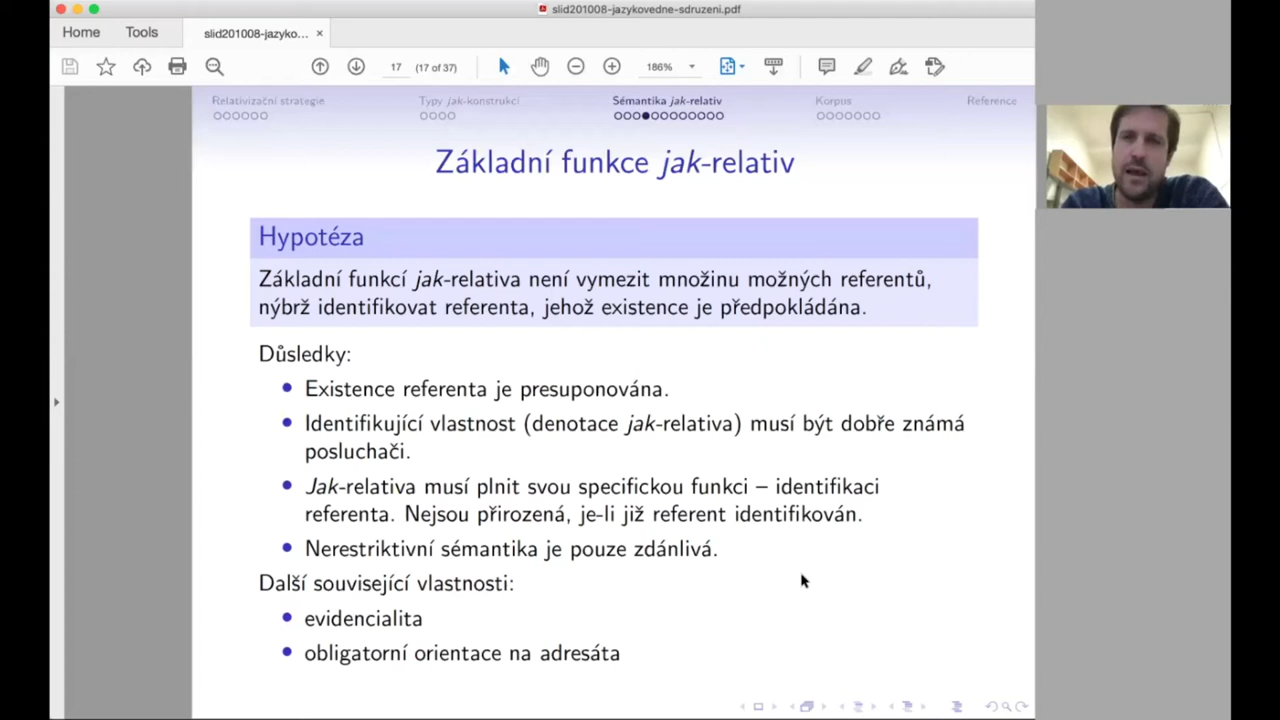 slid201008-jazykovedne-sdruzeni.pdf
Home Tools slid201008-jazyko... ×
17 (17 of 37) 186%
Relativizační strategie Typy jak-konstrukcí Sémantika jak-relativ Korpus Reference
Základní funkce jak-relativ
Hypotéza
Základní funkcí jak-relativa není vymezit množinu možných referentů,
nýbrž identifikovat referenta, jehož existence je předpokládána.
Důsledky:
Existence referenta je presuponována.
Identifikující vlastnost (denotace jak-relativa) musí být dobře známá
posluchači.
Jak-relativa musí plnit svou specifickou funkci – identifikaci
referenta. Nejsou přirozená, je-li již referent identifikován.
Nerestriktivní sémantika je pouze zdánlivá.
Další související vlastnosti:
evidencialita
obligatorní orientace na adresáta